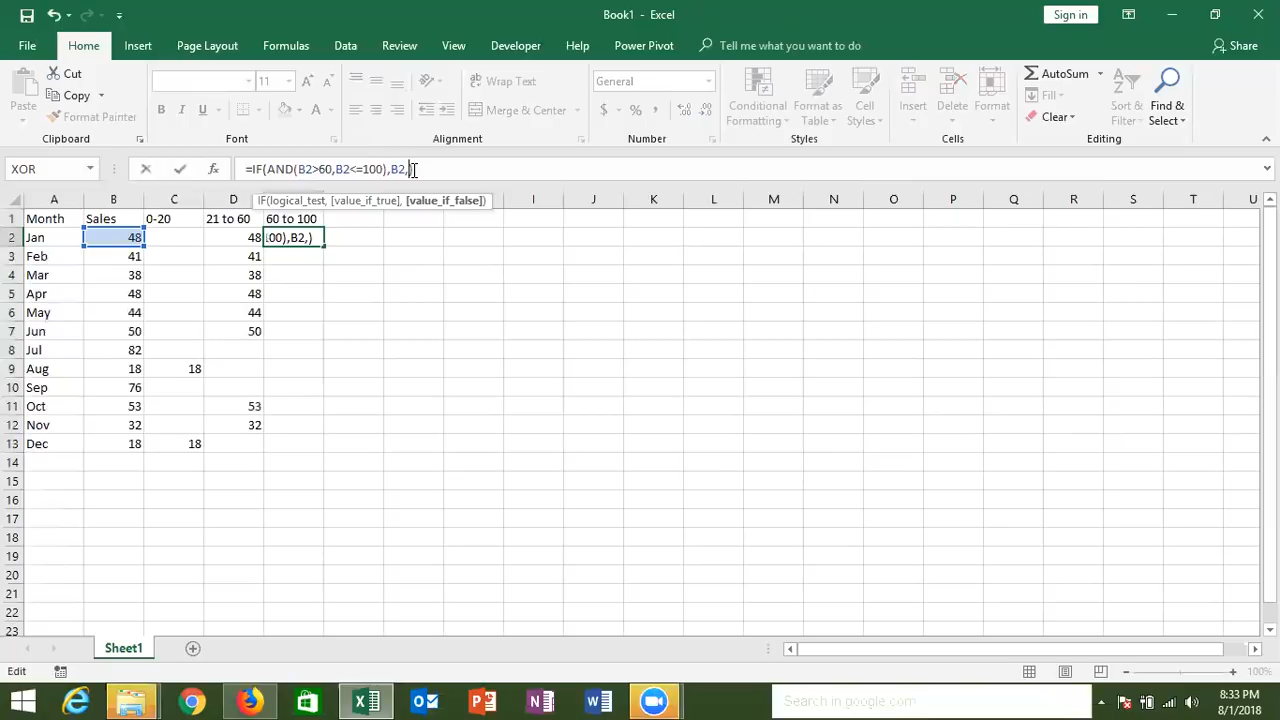 Book1 - Excel
Sign in
File Home Insert Page Layout Formulas Data Review View Developer Help Power Pivot Tell me what you want to do Share
Paste
Cut
Copy
Format Painter
Clipboard
11
B I U
Font
Wrap Text
Merge & Center
Alignment
General
$ % ,
Number
Conditional Formatting
Format as Table
Cell Styles
Styles
Insert Delete Format
Cells
AutoSum
Fill
Clear
Sort & Filter
Find & Select
Editing
XOR =IF(AND(B2>60,B2<=100),B2,)
IF(logical_test, [value_if_true], [value_if_false])
A B C D I J K L M N O P Q R S T U
1 Month Sales 0-20 21 to 60 60 to 100
2 Jan 48 48 00),B2,)
3 Feb 41 41
4 Mar 38 38
5 Apr 48 48
6 May 44 44
7 Jun 50 50
8 Jul 82
9 Aug 18 18
10 Sep 76
11 Oct 53 53
12 Nov 32 32
13 Dec 18 18
14
15
16
17
18
19
20
21
22
23
Sheet1
Edit 100%
Search in google.com
8:33 PM
8/1/2018